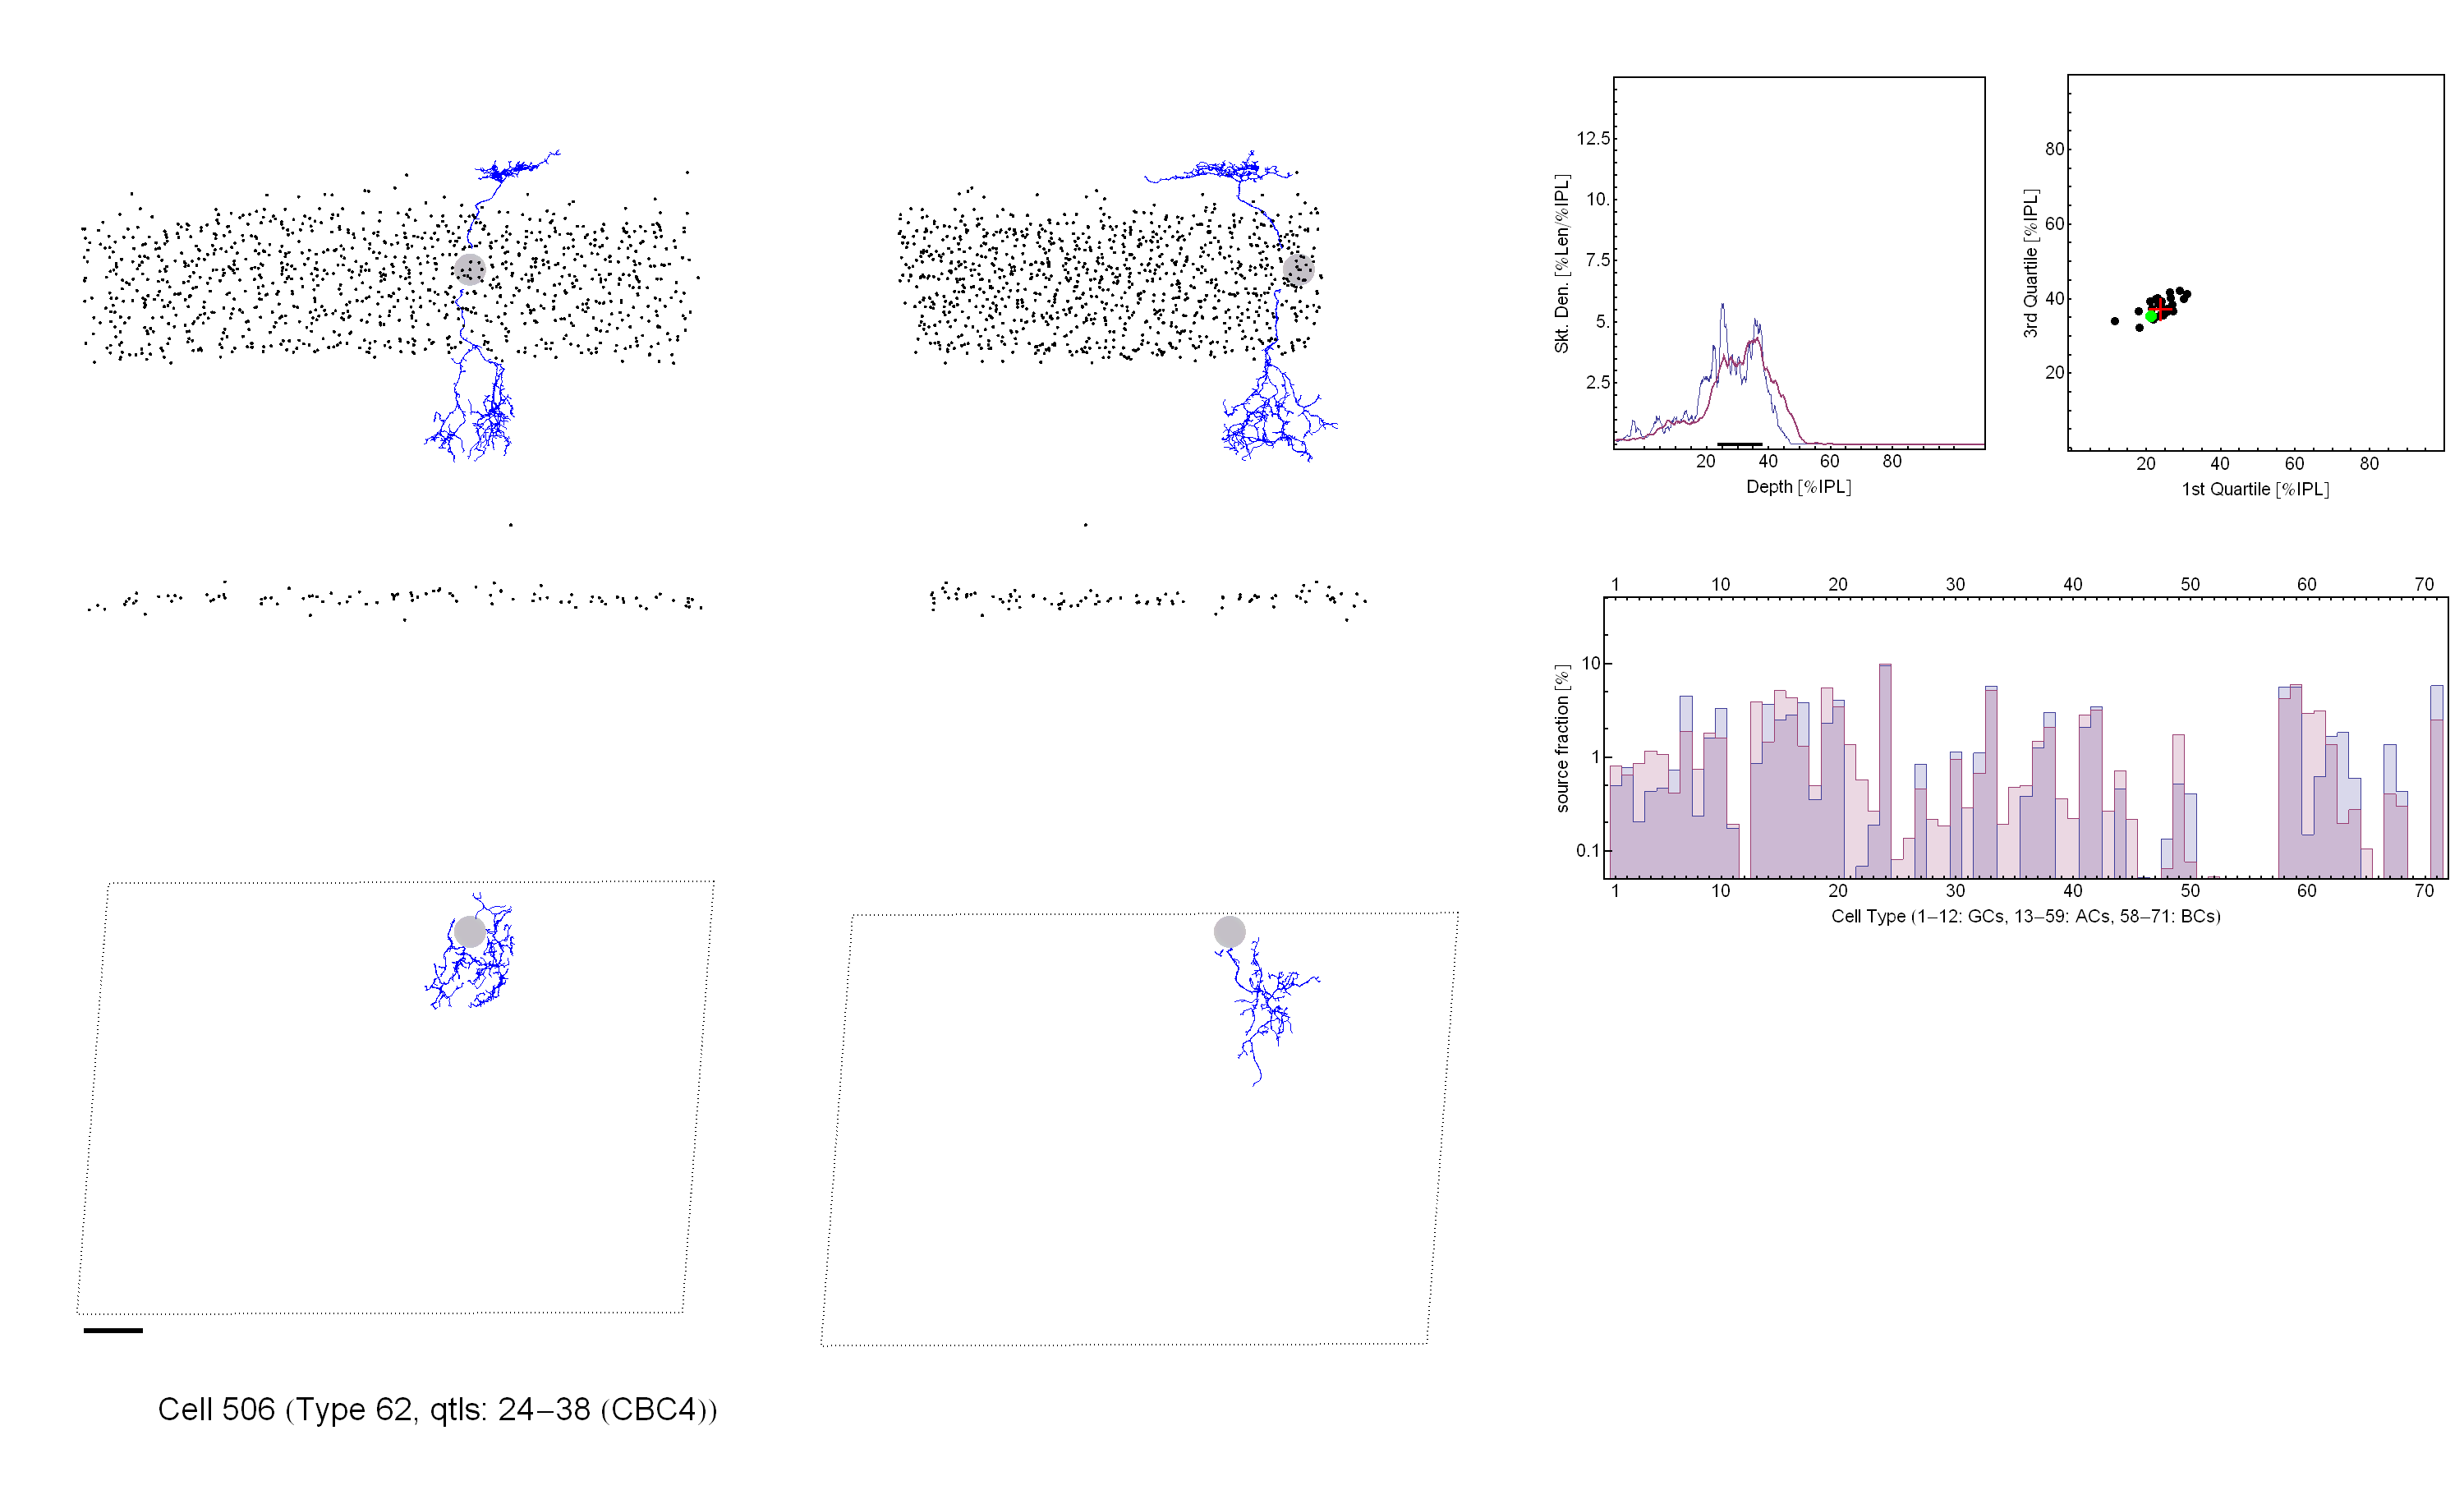 12.5
10.
7.5
5.
2.5
Skt. Den. [%Len/%IPL]
20 40 60 80
Depth [%IPL]
80
60
40
20
3rd Quartile [%IPL]
20 40 60 80
1st Quartile [%IPL]
1 10 20 30 40 50 60 70
10
1
0.1
source fraction [%]
1 10 20 30 40 50 60 70
Cell Type (1–12: GCs, 13–59: ACs, 58–71: BCs)
Cell 506 (Type 62, qtls: 24–38 (CBC4))